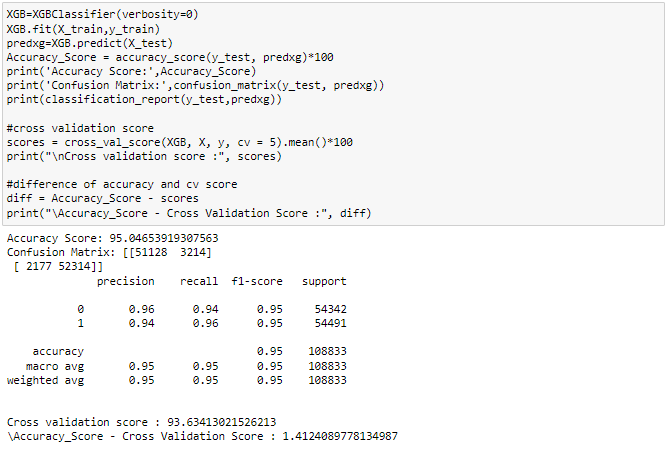 XGB=XGBClassifier(verbosity=0)
XGB.fit(X_train,y_train)
predxg=XGB.predict(X_test)
Accuracy_Score = accuracy_score(y_test, predxg)*100
print('Accuracy Score:',Accuracy_Score)
print('Confusion Matrix:',confusion_matrix(y_test, predxg))
print(classification_report(y_test,predxg))

#cross validation score
scores = cross_val_score(XGB, X, y, cv = 5).mean()*100
print("\nCross validation score :", scores)

#difference of accuracy and cv score
diff = Accuracy_Score - scores
print("\Accuracy_Score - Cross Validation Score :", diff)

Accuracy Score: 95.04653919307563
Confusion Matrix: [[51128  3214]
 [ 2177 52314]]
              precision    recall  f1-score   support

           0       0.96      0.94      0.95     54342
           1       0.94      0.96      0.95     54491

    accuracy                           0.95    108833
   macro avg       0.95      0.95      0.95    108833
weighted avg       0.95      0.95      0.95    108833

Cross validation score : 93.63413021526213
\Accuracy_Score - Cross Validation Score : 1.4124089778134987